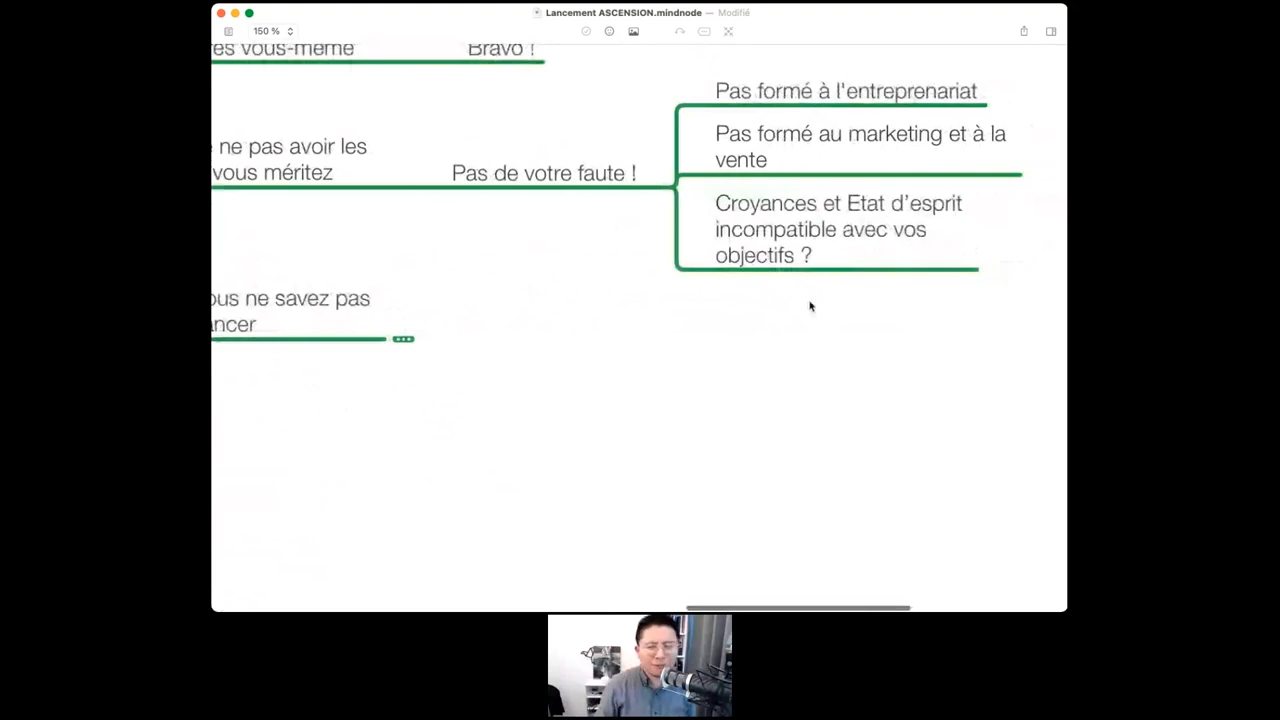 Lancement ASCENSION.mindnode — Modifié
150 %
vous-même
Bravo !
Pas formé à l'entreprenariat
Pas formé au marketing et à la
vente
ne pas avoir les
vous méritez
Pas de votre faute !
Croyances et Etat d’esprit
incompatible avec vos
objectifs ?
ous ne savez pas
ancer